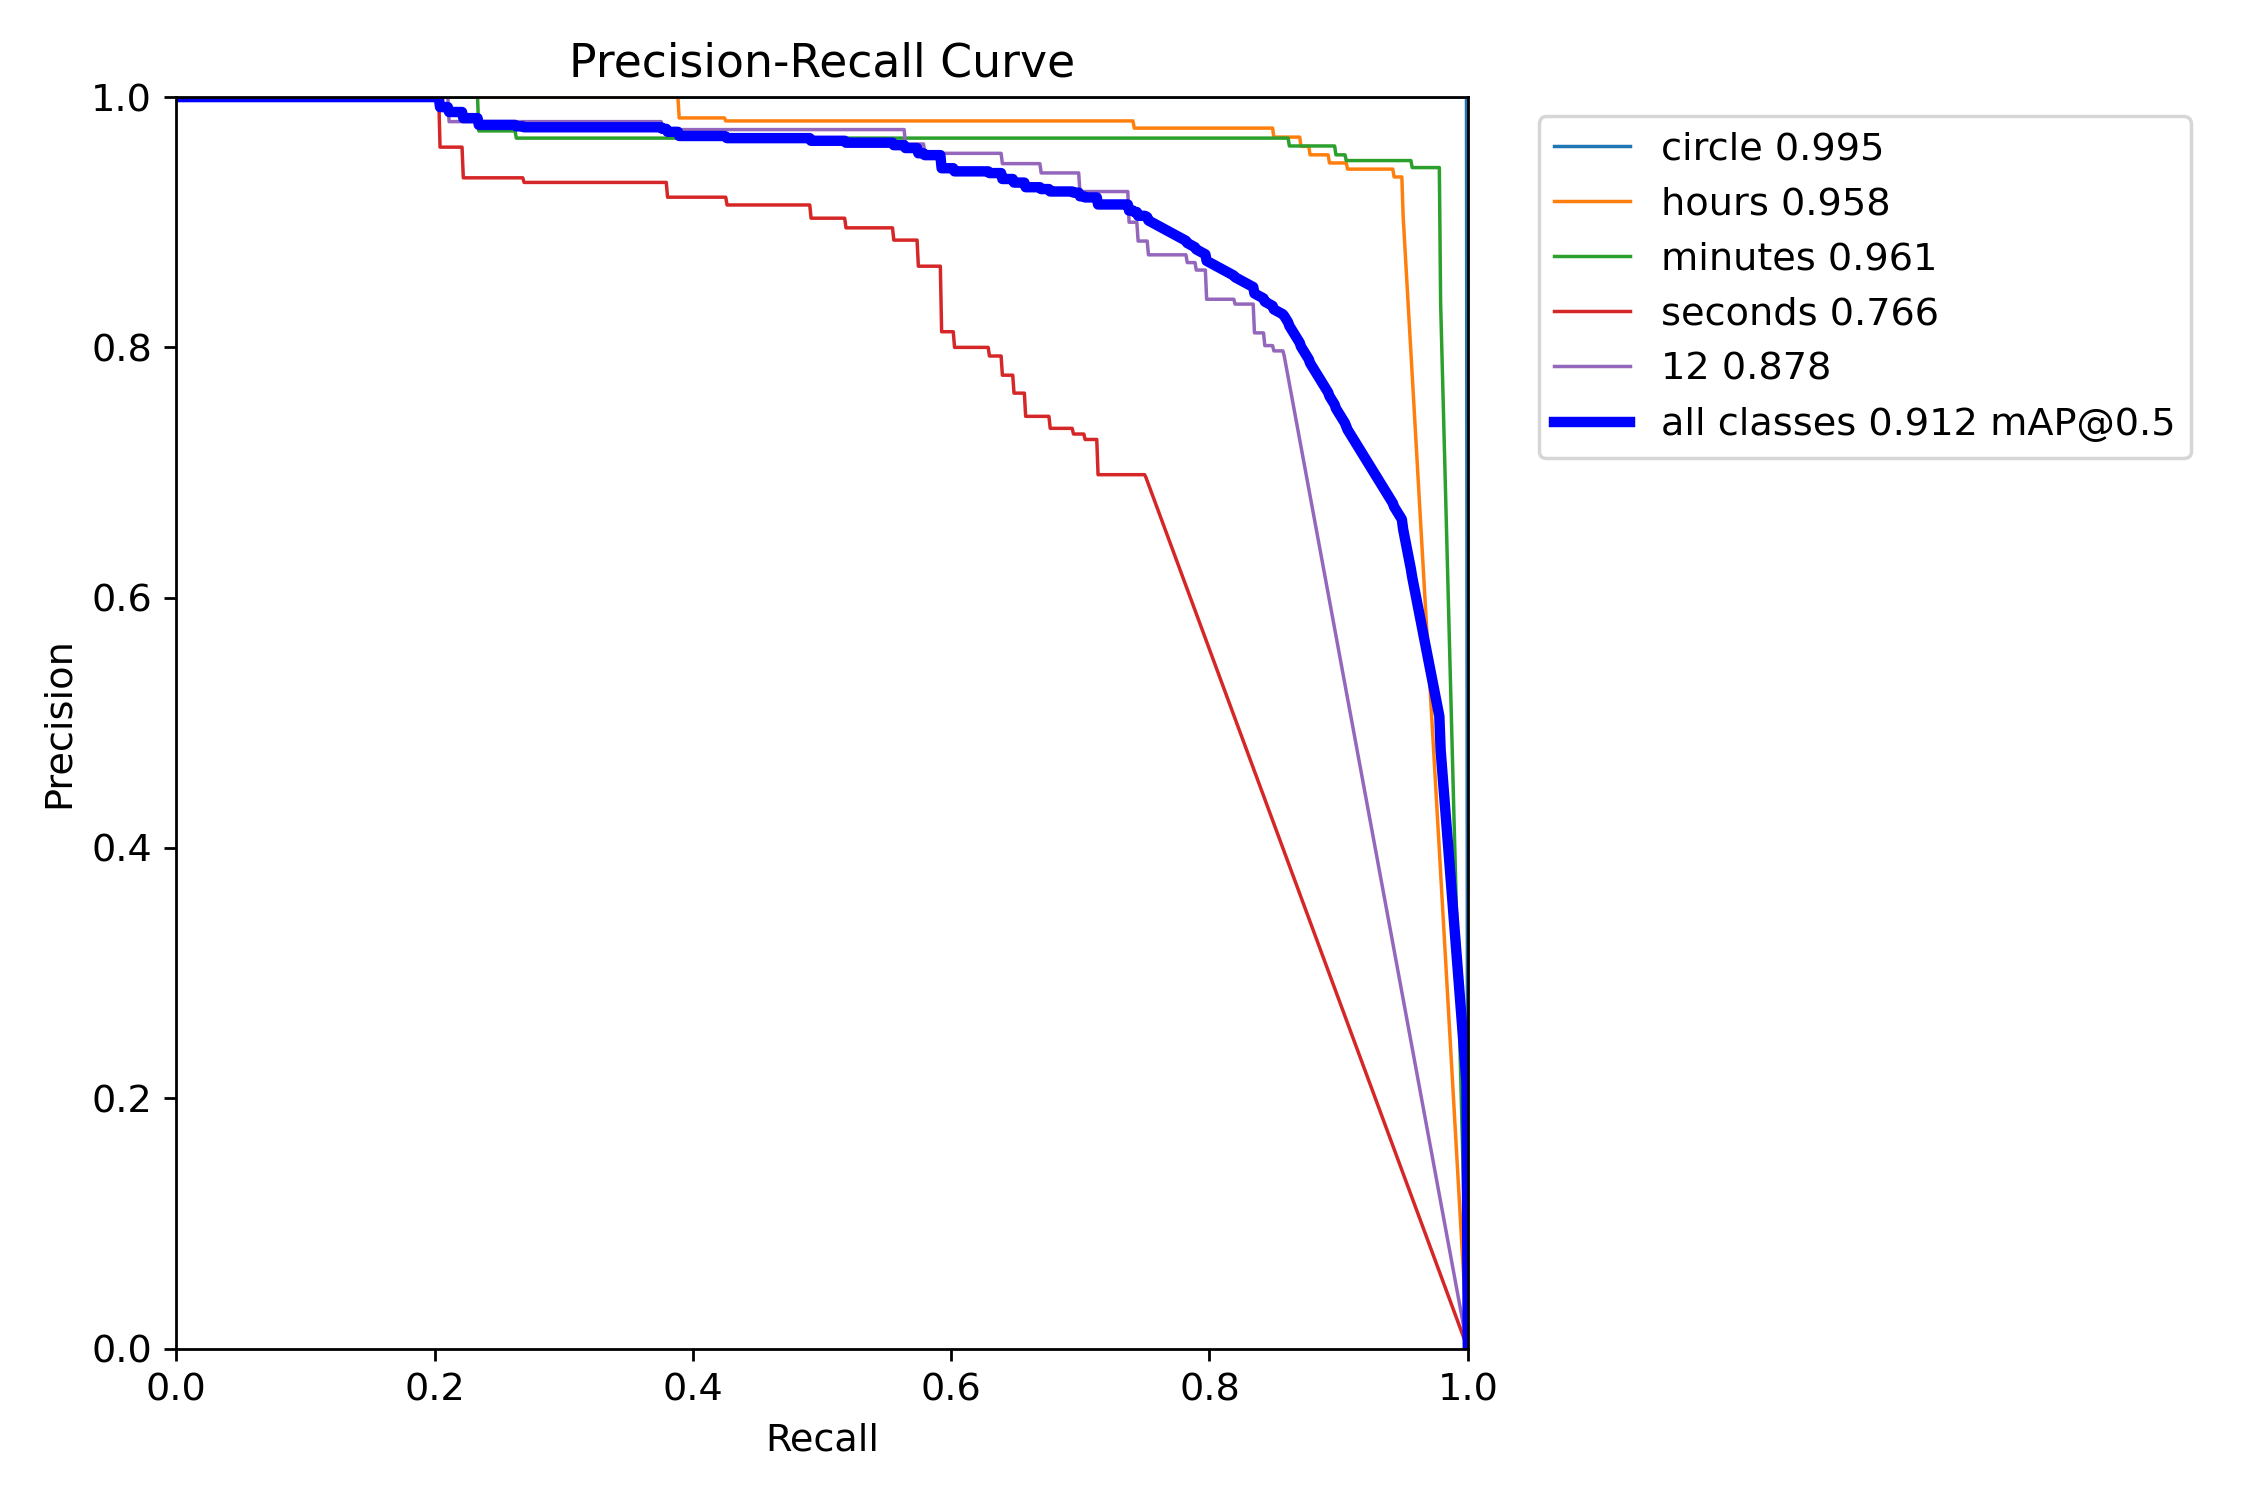 Precision-Recall Curve
1.0
0.8
0.6
0.4
0.2
0.0
Precision
0.0 0.2 0.4 0.6 0.8 1.0
Recall
circle 0.995
hours 0.958
minutes 0.961
seconds 0.766
12 0.878
all classes 0.912 mAP@0.5